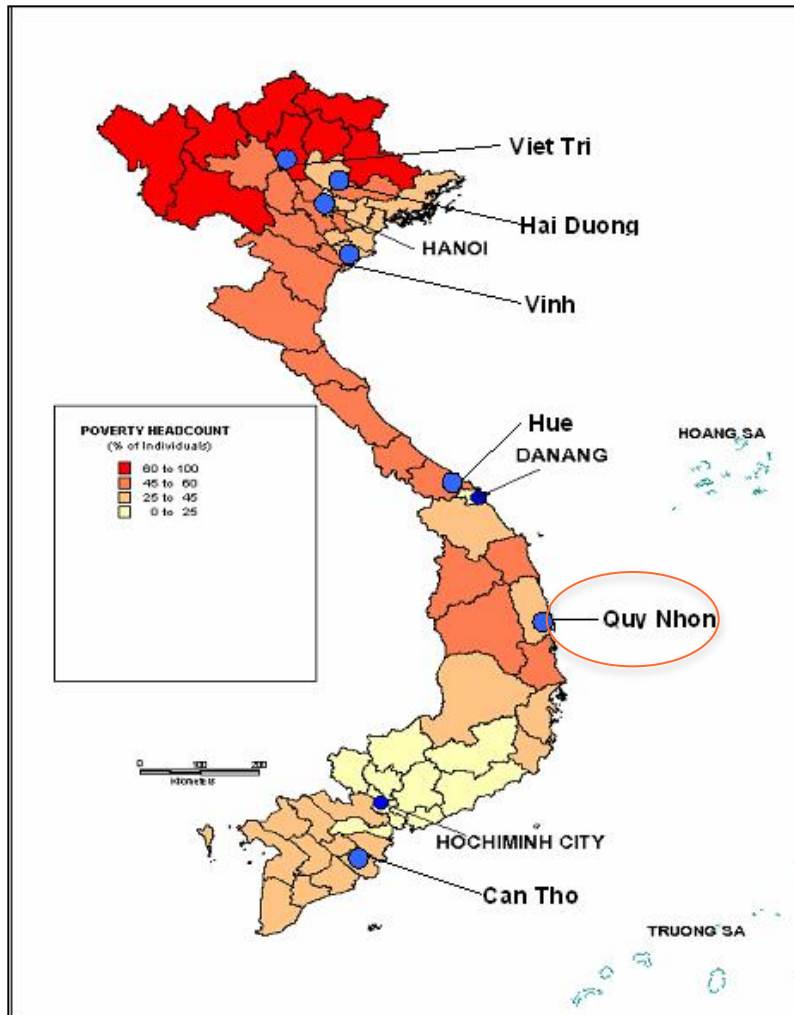 Viet Tri
Hai Duong
HANOI
Vinh
POVERTY HEADCOUNT
(% of Individuals)
60 to 100
45 to 60
25 to 45
0 to 25
Hue
DANANG
HOANG SA
Quy Nhon
0 100 200
Kilometers
HOCHIMINH CITY
Can Tho
TRUONG SA